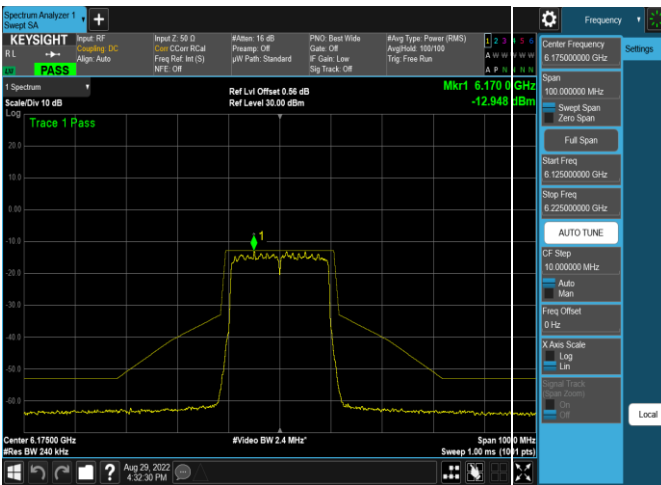 Spectrum Analyzer 1
Swept SA
+
Frequency
KEYSIGHT
RL
PASS
Input: RF
Coupling: DC
Align: Auto
Input Z: 50 Ω
Corr CCorr RCal
Freq Ref: Int (S)
NFE: Off
#Atten: 16 dB
Preamp: Off
µW Path: Standard
PNO: Best Wide
Gate: Off
IF Gain: Low
Sig Track: Off
#Avg Type: Power (RMS)
Avg|Hold: 100/100
Trig: Free Run
1 2 3 4 5 6
A W W W W W
A P N N N N
1 Spectrum
Scale/Div 10 dB
Log
Ref Lvl Offset 0.56 dB
Ref Level 30.00 dBm
Mkr1 6.170 0 GHz
-12.948 dBm
Trace 1 Pass
1
20.0
10.0
0.00
-10.0
-20.0
-30.0
-40.0
-50.0
-60.0
Center 6.17500 GHz
#Res BW 240 kHz
#Video BW 2.4 MHz*
Span 100.0 MHz
Sweep 1.00 ms (1001 pts)
Aug 29, 2022
4:32:30 PM
Center Frequency
6.175000000 GHz
Settings
Span
100.000000 MHz
Swept Span
Zero Span
Full Span
Start Freq
6.125000000 GHz
Stop Freq
6.225000000 GHz
AUTO TUNE
CF Step
10.000000 MHz
Auto
Man
Freq Offset
0 Hz
X Axis Scale
Log
Lin
Signal Track
(Span Zoom)
On
Off
Local